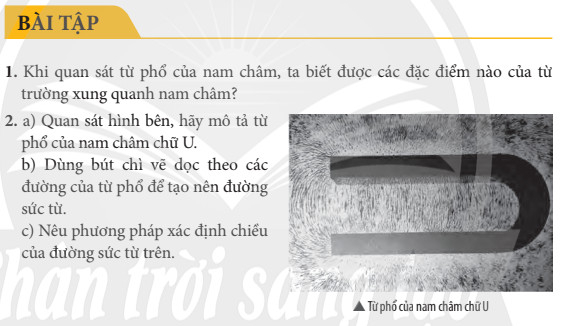 BÀI TẬP
1. Khi quan sát từ phổ của nam châm, ta biết được các đặc điểm nào của từ
trường xung quanh nam châm?
2. a) Quan sát hình bên, hãy mô tả từ
phổ của nam châm chữ U.
b) Dùng bút chì vẽ dọc theo các
đường của từ phổ để tạo nên đường
sức từ.
c) Nêu phương pháp xác định chiều
của đường sức từ trên.
▲ Từ phổ của nam châm chữ U
Chân trời sáng